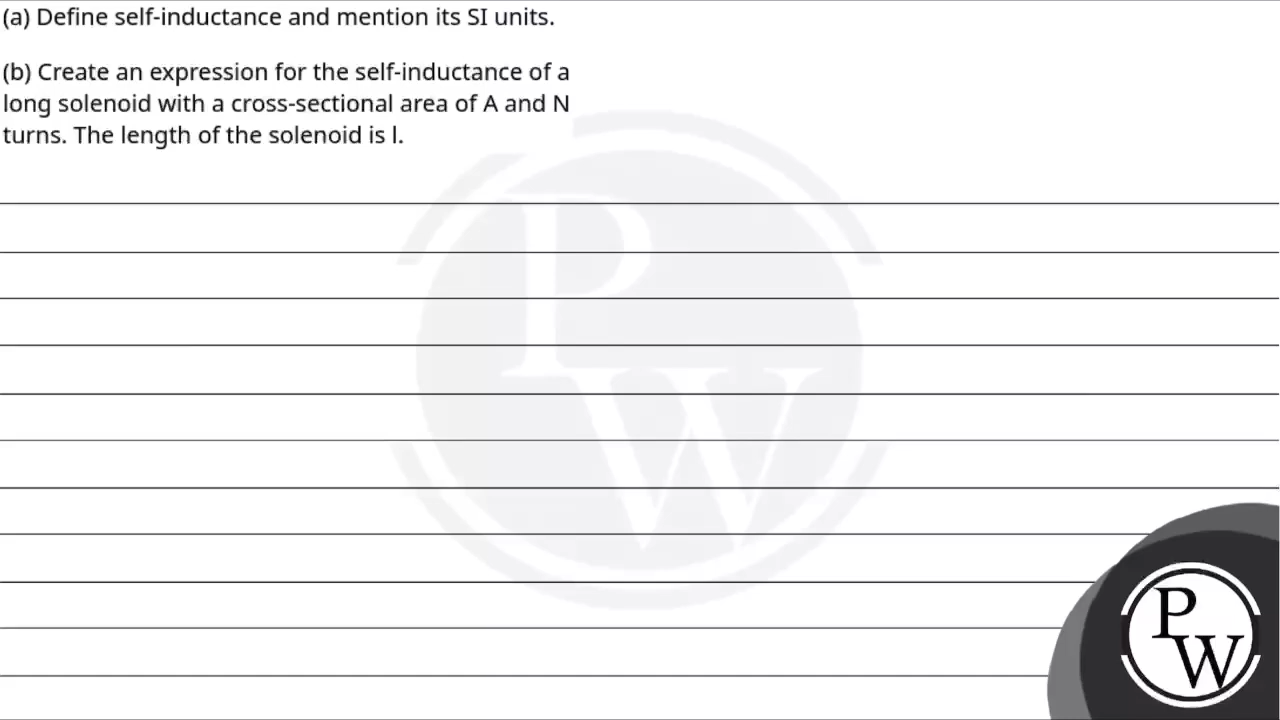 (a) Define self-inductance and mention its SI units.
(b) Create an expression for the self-inductance of a
long solenoid with a cross-sectional area of A and N
turns. The length of the solenoid is l.
P
W
P
W